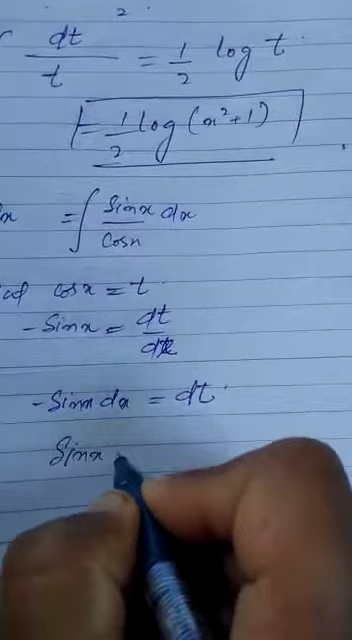 2
dt/t = 1/2 log t
= 1/2 log (x²+1)
= ∫ sinx/cosx dx
cosx = t
- sinx = dt/dx
- sinx dx = dt
sinx